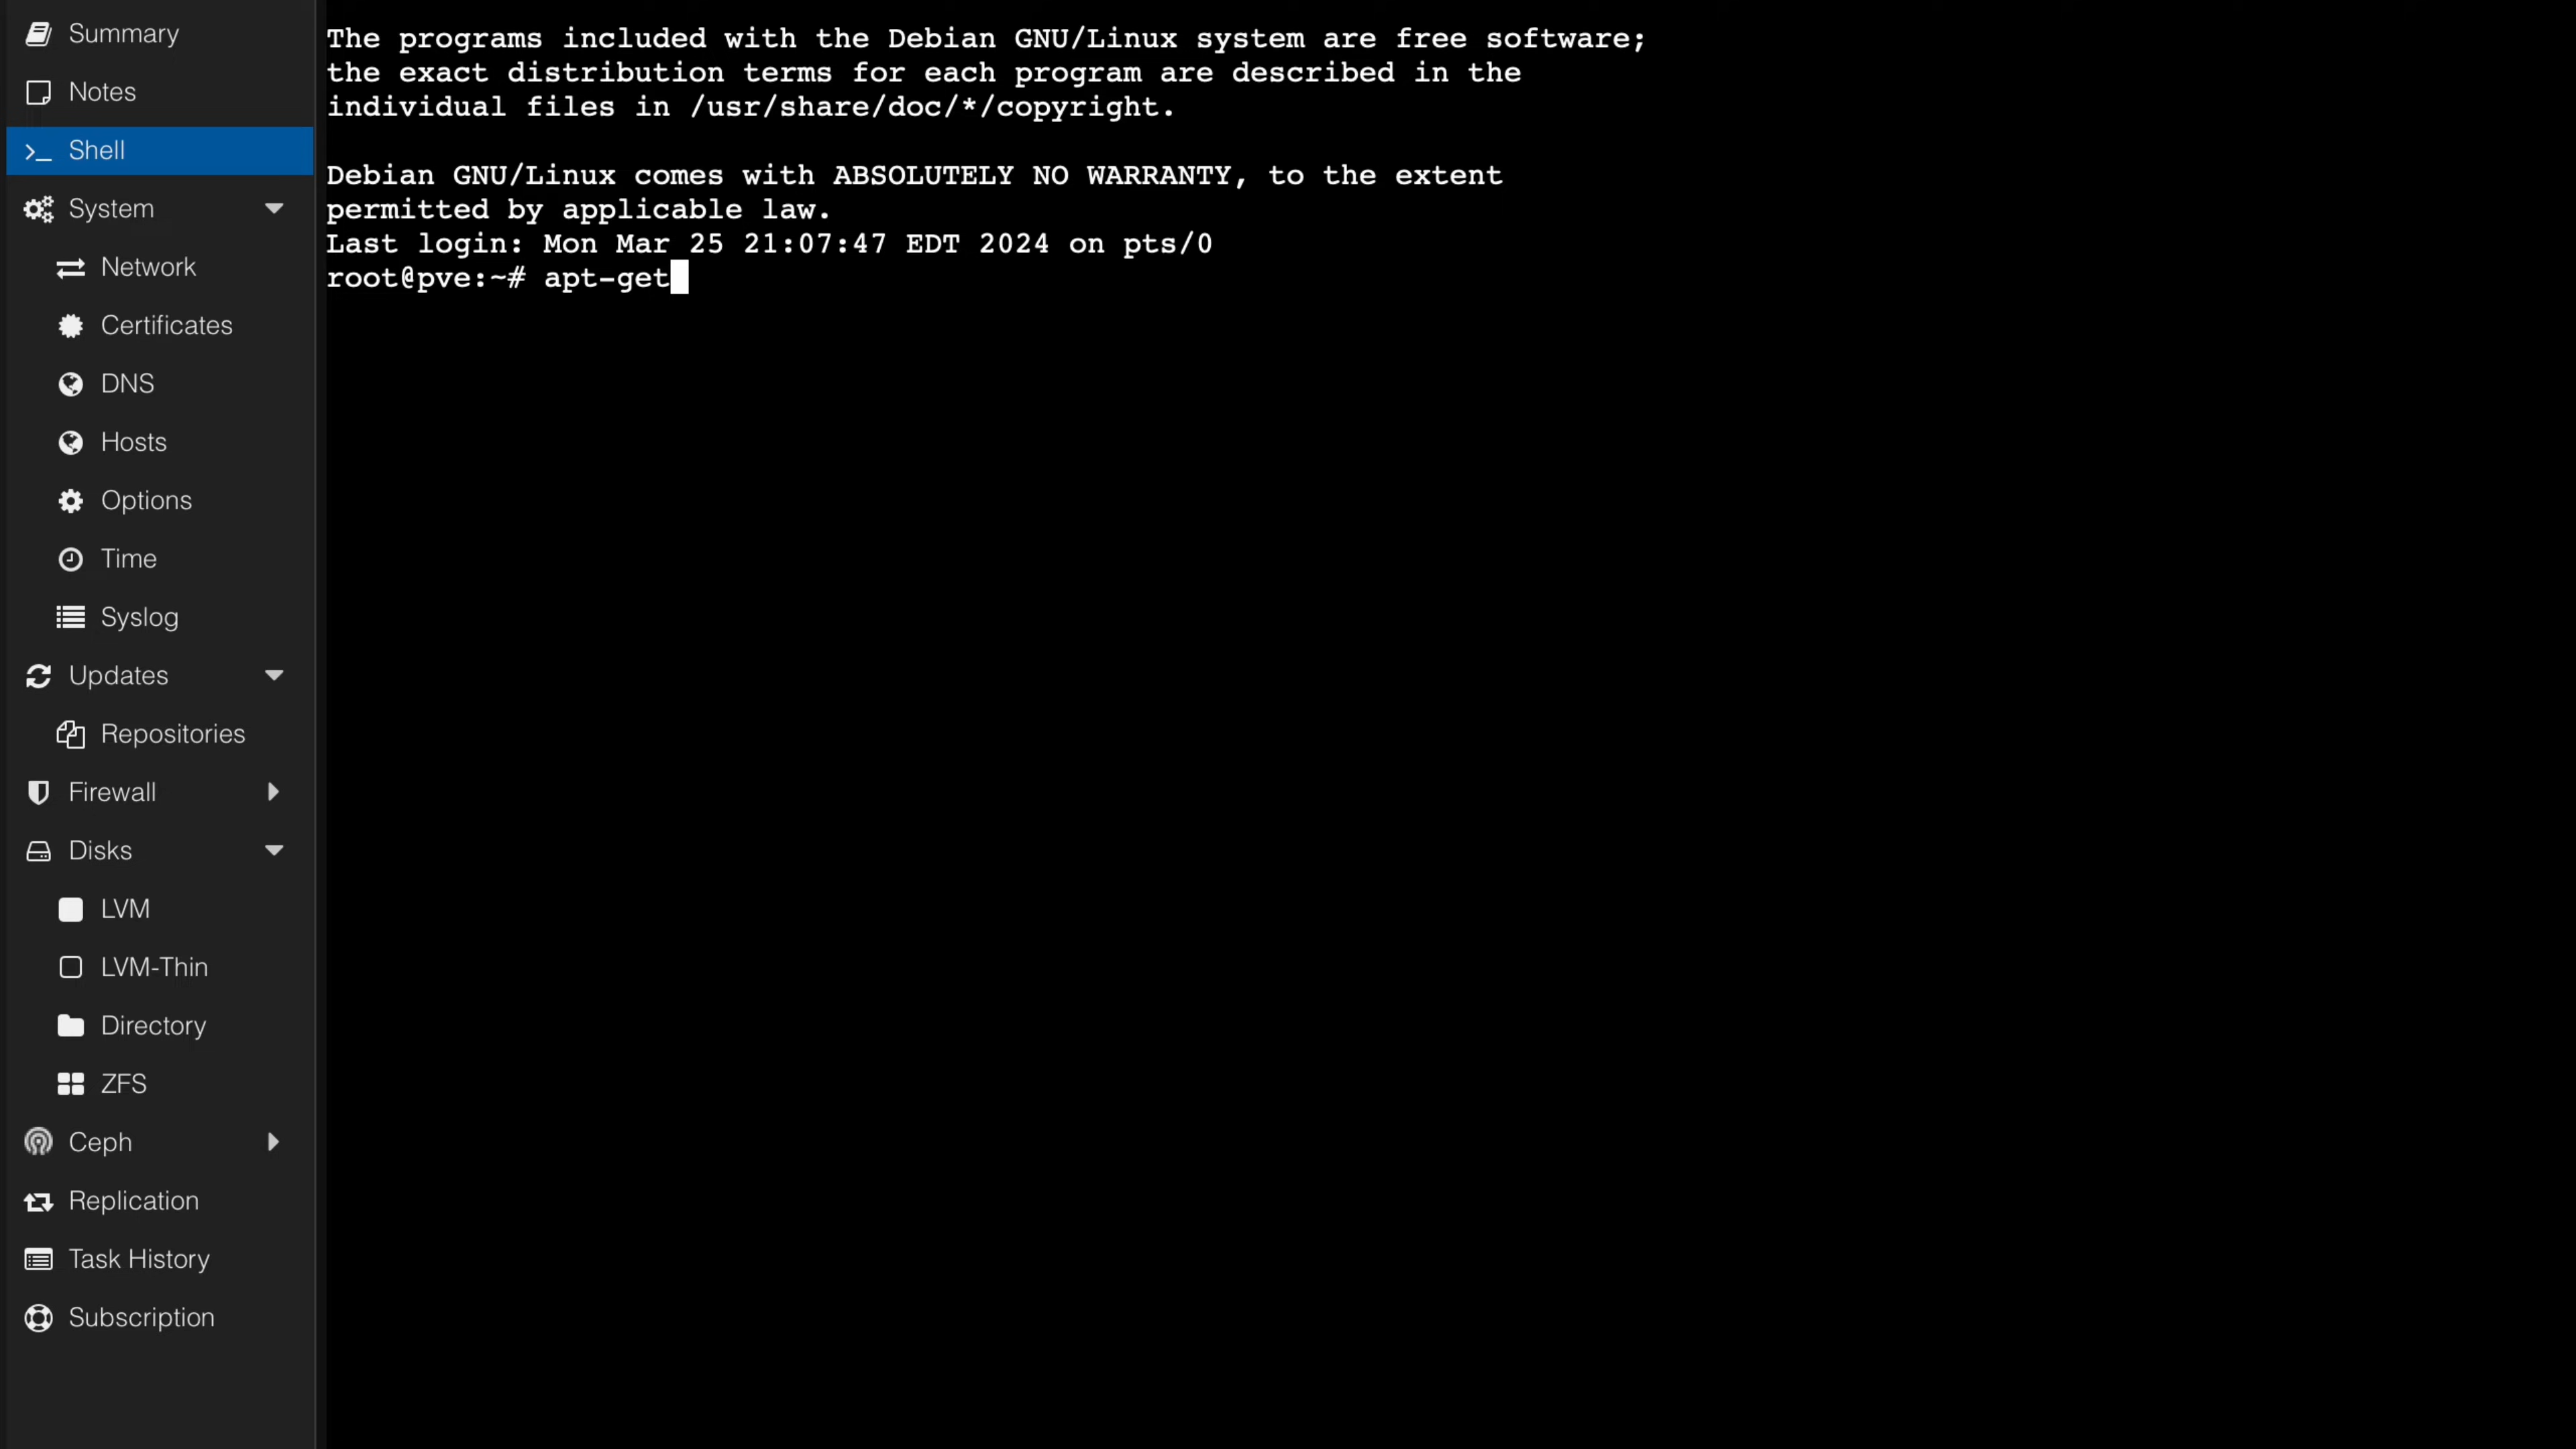 Summary
Notes
Shell
System
Network
Certificates
DNS
Hosts
Options
Time
Syslog
Updates
Repositories
Firewall
Disks
LVM
LVM-Thin
Directory
ZFS
Ceph
Replication
Task History
Subscription
The programs included with the Debian GNU/Linux system are free software;
the exact distribution terms for each program are described in the
individual files in /usr/share/doc/*/copyright.
Debian GNU/Linux comes with ABSOLUTELY NO WARRANTY, to the extent
permitted by applicable law.
Last login: Mon Mar 25 21:07:47 EDT 2024 on pts/0
root@pve:~# apt-get